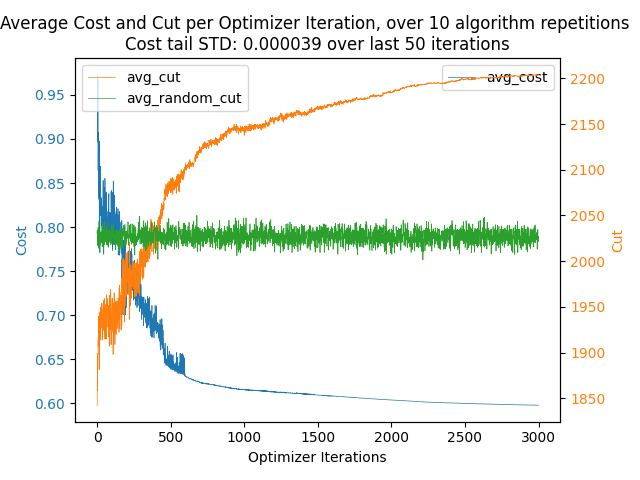 Average Cost and Cut per Optimizer Iteration, over 10 algorithm repetitions
Cost tail STD: 0.000039 over last 50 iterations
avg_cut
avg_random_cut
avg_cost
0.95
0.90
0.85
0.80
0.75
0.70
0.65
0.60
Cost
2200
2150
2100
2050
2000
1950
1900
1850
Cut
0 500 1000 1500 2000 2500 3000
Optimizer Iterations